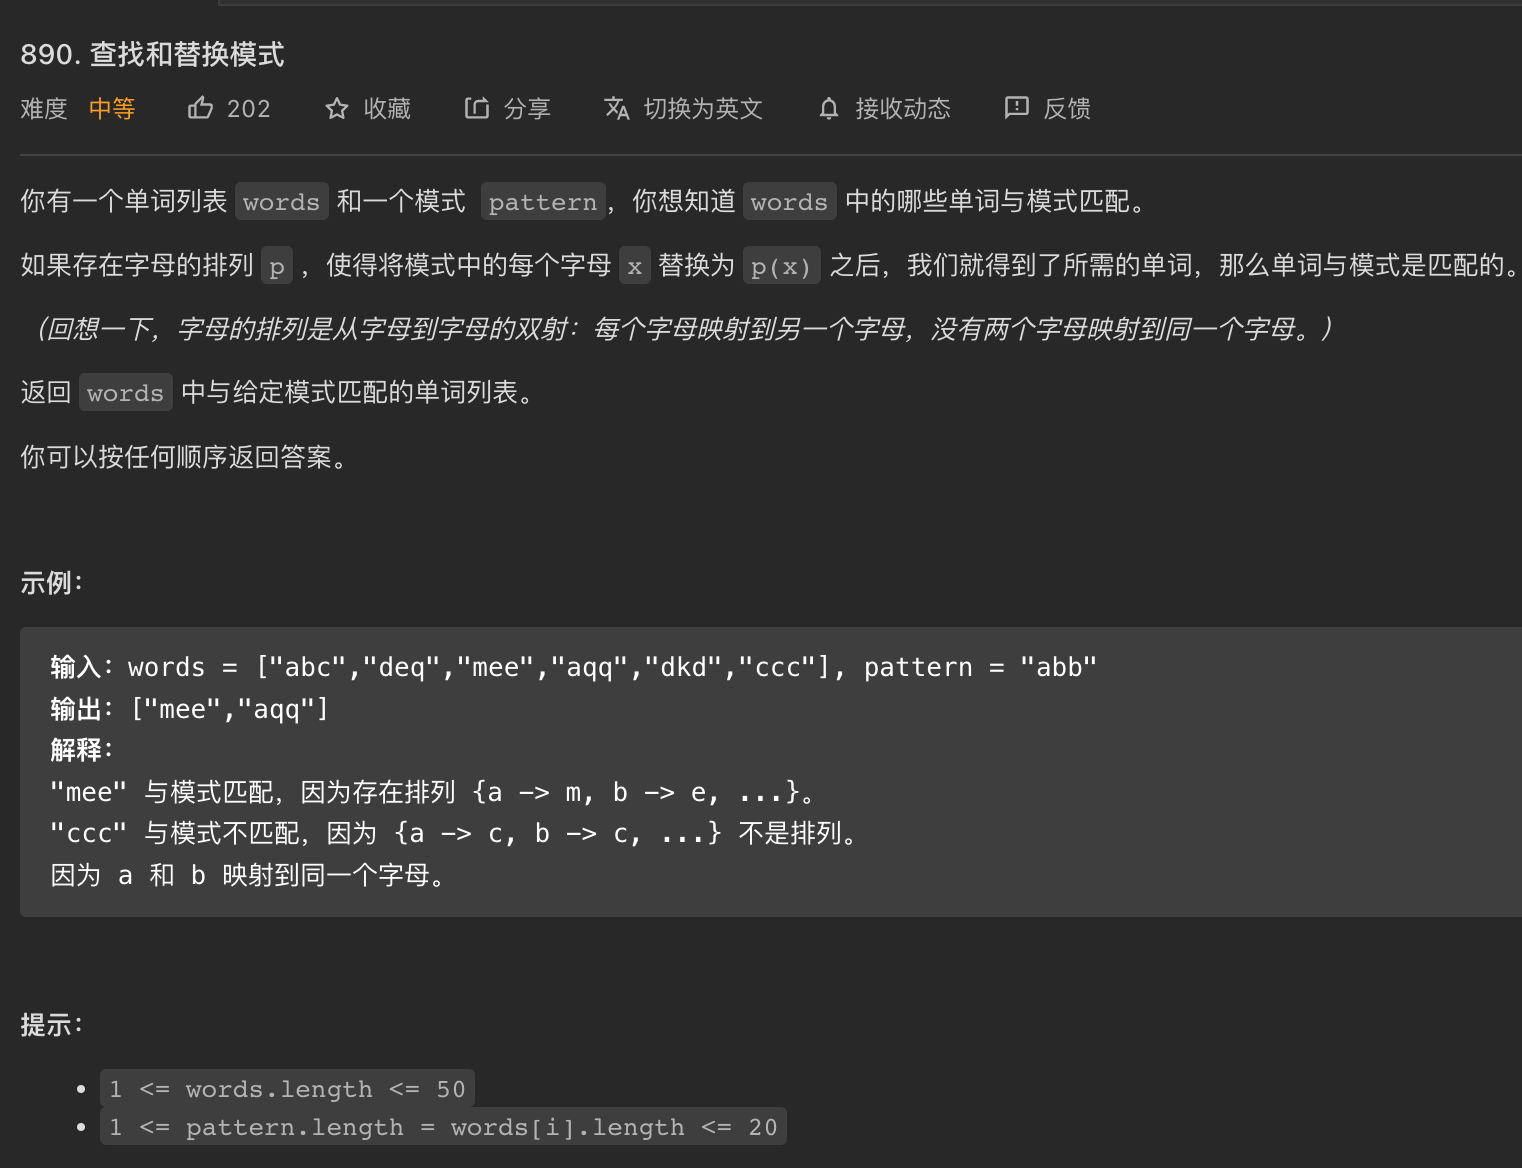 890. 查找和替换模式
难度 中等 202 收藏 分享 切换为英文 接收动态 反馈
你有一个单词列表 words 和一个模式 pattern，你想知道 words 中的哪些单词与模式匹配。
如果存在字母的排列 p ，使得将模式中的每个字母 x 替换为 p(x) 之后，我们就得到了所需的单词，那么单词与模式是匹配的。
（回想一下，字母的排列是从字母到字母的双射：每个字母映射到另一个字母，没有两个字母映射到同一个字母。）
返回 words 中与给定模式匹配的单词列表。
你可以按任何顺序返回答案。
示例：
输入：words = ["abc","deq","mee","aqq","dkd","ccc"], pattern = "abb"
输出：["mee","aqq"]
解释：
"mee" 与模式匹配，因为存在排列 {a -> m, b -> e, ...}。
"ccc" 与模式不匹配，因为 {a -> c, b -> c, ...} 不是排列。
因为 a 和 b 映射到同一个字母。
提示：
• 1 <= words.length <= 50
• 1 <= pattern.length = words[i].length <= 20